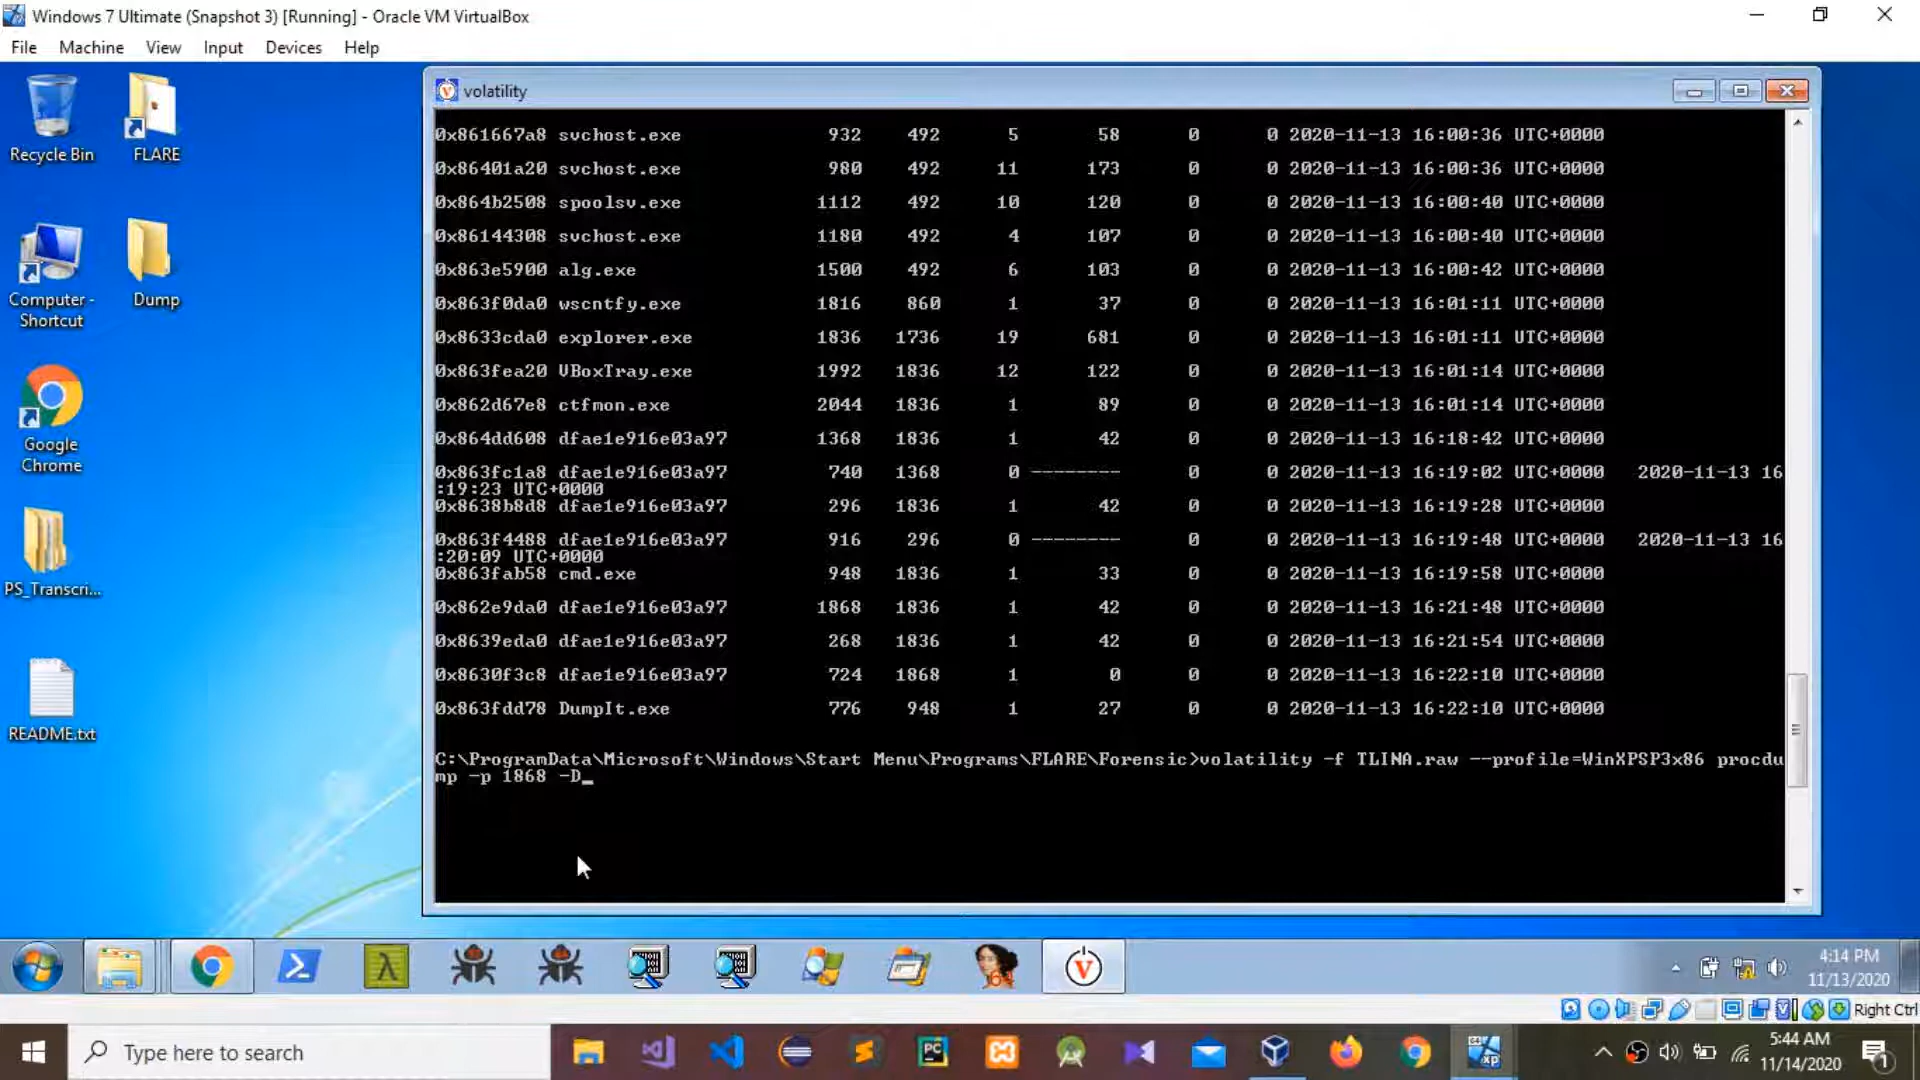 Windows 7 Ultimate (Snapshot 3) [Running] - Oracle VM VirtualBox
File Machine View Input Devices Help
Recycle Bin
FLARE
Computer - Shortcut
Dump
Google Chrome
PS_Transcri...
README.txt
volatility
0x861667a8 svchost.exe 932 492 5 58 0 0 2020-11-13 16:00:36 UTC+0000
0x86401a20 svchost.exe 980 492 11 173 0 0 2020-11-13 16:00:36 UTC+0000
0x864b2508 spoolsv.exe 1112 492 10 120 0 0 2020-11-13 16:00:40 UTC+0000
0x86144308 svchost.exe 1180 492 4 107 0 0 2020-11-13 16:00:40 UTC+0000
0x863e5900 alg.exe 1500 492 6 103 0 0 2020-11-13 16:00:42 UTC+0000
0x863f0da0 wscntfy.exe 1816 860 1 37 0 0 2020-11-13 16:01:11 UTC+0000
0x8633cda0 explorer.exe 1836 1736 19 681 0 0 2020-11-13 16:01:11 UTC+0000
0x863fea20 VBoxTray.exe 1992 1836 12 122 0 0 2020-11-13 16:01:14 UTC+0000
0x862d67e8 ctfmon.exe 2044 1836 1 89 0 0 2020-11-13 16:01:14 UTC+0000
0x864dd608 dfae1e916e03a97 1368 1836 1 42 0 0 2020-11-13 16:18:42 UTC+0000
0x863fc1a8 dfae1e916e03a97 740 1368 0 -------- 0 0 2020-11-13 16:19:02 UTC+0000 2020-11-13 16
:19:23 UTC+0000
0x8638b8d8 dfae1e916e03a97 296 1836 1 42 0 0 2020-11-13 16:19:28 UTC+0000
0x863f4488 dfae1e916e03a97 916 296 0 -------- 0 0 2020-11-13 16:19:48 UTC+0000 2020-11-13 16
:20:09 UTC+0000
0x863fab58 cmd.exe 948 1836 1 33 0 0 2020-11-13 16:19:58 UTC+0000
0x862e9da0 dfae1e916e03a97 1868 1836 1 42 0 0 2020-11-13 16:21:48 UTC+0000
0x8639eda0 dfae1e916e03a97 268 1836 1 42 0 0 2020-11-13 16:21:54 UTC+0000
0x8630f3c8 dfae1e916e03a97 724 1868 1 0 0 0 2020-11-13 16:22:10 UTC+0000
0x863fdd78 DumpIt.exe 776 948 1 27 0 0 2020-11-13 16:22:10 UTC+0000
C:\ProgramData\Microsoft\Windows\Start Menu\Programs\FLARE\Forensic>volatility -f TLINA.raw --profile=WinXPSP3x86 procdu
mp -p 1868 -D_
4:14 PM
11/13/2020
Right Ctrl
Type here to search
5:44 AM
11/14/2020